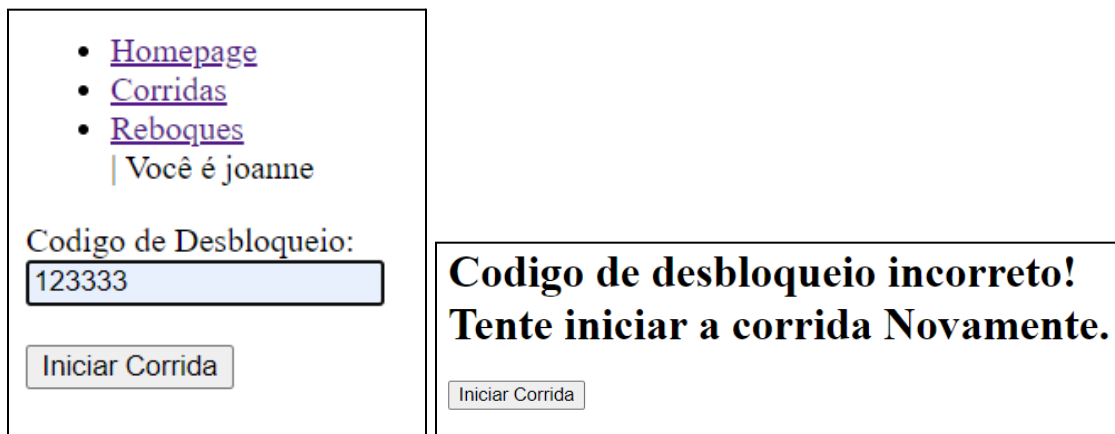 Homepage
Corridas
Reboques
| Você é joanne
Codigo de Desbloqueio:
123333
Iniciar Corrida
Codigo de desbloqueio incorreto!
Tente iniciar a corrida Novamente.
Iniciar Corrida